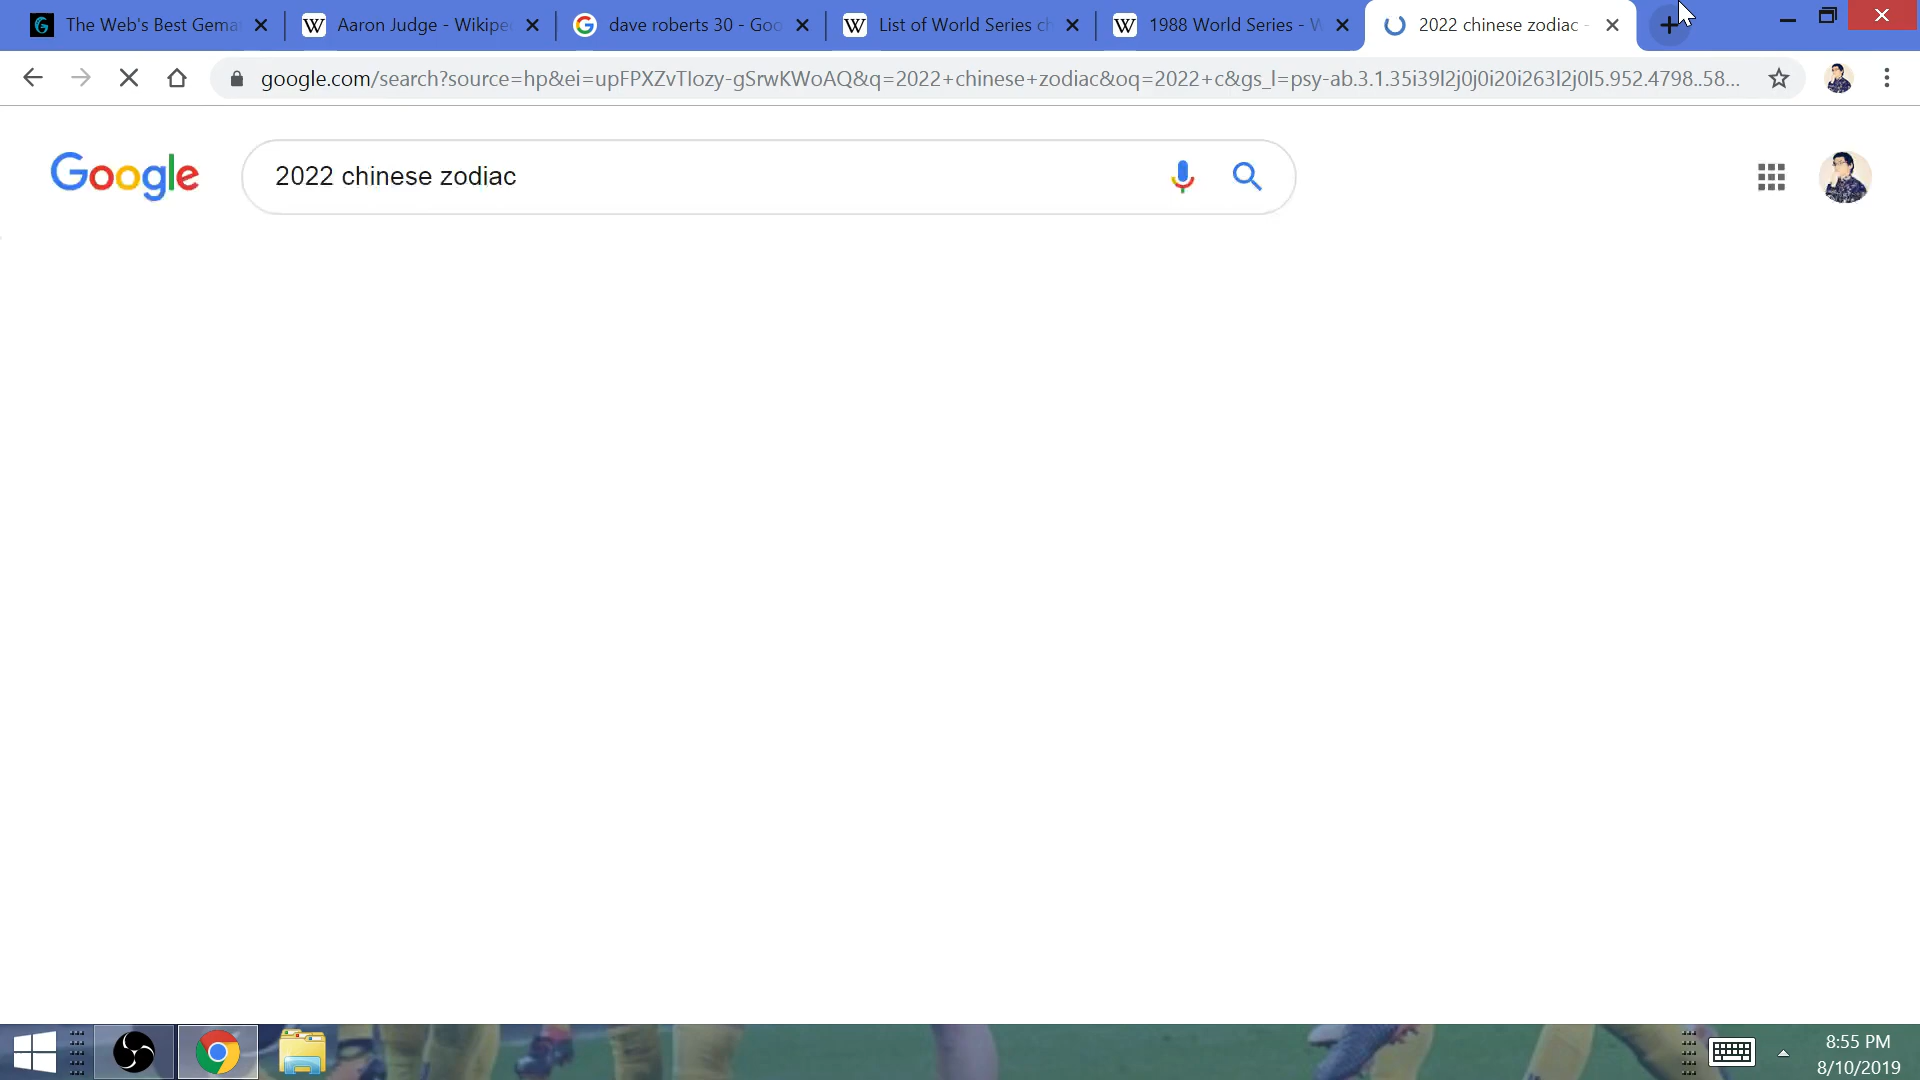 The Web's Best Gema
Aaron Judge - Wikipe
dave roberts 30 - Goo
List of World Series ch
1988 World Series - W
2022 chinese zodiac -
google.com/search?source=hp&ei=upFPXZvTIozy-gSrwKWoAQ&q=2022+chinese+zodiac&oq=2022+c&gs_l=psy-ab.3.1.35i39l2j0j0i20i263l2j0l5.952.4798..58...
Google
2022 chinese zodiac
8:55 PM
8/10/2019